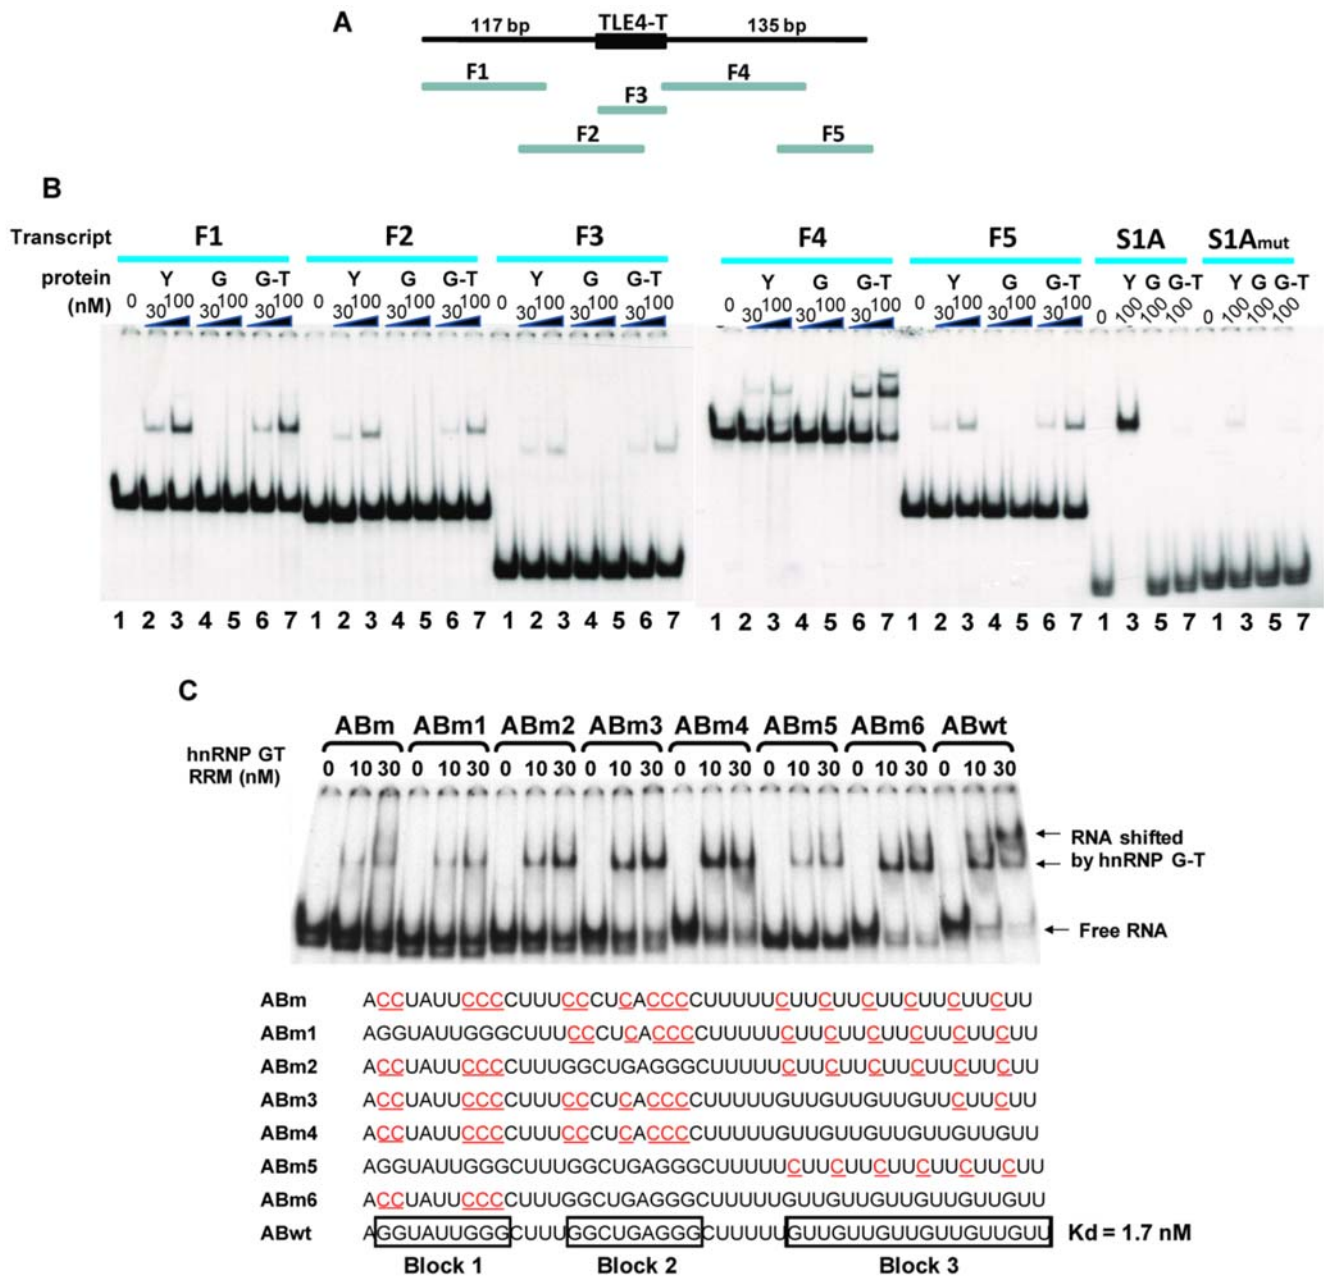 A
117 bp TLE4-T 135 bp
F1 F4
F3
F2 F5
B
Transcript F1 F2 F3 F4 F5 S1A S1Amut
protein Y G G-T Y G G-T Y G G-T Y G G-T Y G G-T Y G G-T Y G G-T
(nM) 0 30 100 30 100 30 100 0 30 100 30 100 30 100 0 30 100 30 100 30 100 0 30 100 30 100 30 100 0 30 100 30 100 30 100 0 100 100 100 0 100 100 100
1 2 3 4 5 6 7 1 2 3 4 5 6 7 1 2 3 4 5 6 7 1 2 3 4 5 6 7 1 2 3 4 5 6 7 1 3 5 7 1 3 5 7
C
ABm ABm1 ABm2 ABm3 ABm4 ABm5 ABm6 ABwt
hnRNP GT
RRM (nM) 0 10 30 0 10 30 0 10 30 0 10 30 0 10 30 0 10 30 0 10 30 0 10 30
RNA shifted
by hnRNP G-T
Free RNA
ABm ACCUAUUCCCCUUUCCCUCACCCCUUUUUCUUCUUCUUCUUCUUCUU
ABm1 AGGUAUUGGGCUUUCCCUCACCCCUUUUUCUUCUUCUUCUUCUUCUU
ABm2 ACCUAUUCCCCUUUGGCUGAGGGCUUUUUCUUCUUCUUCUUCUUCUU
ABm3 ACCUAUUCCCCUUUCCCUCACCCCUUUUUGUUGUUGUUGUUCUUCUU
ABm4 ACCUAUUCCCCUUUCCCUCACCCCUUUUUGUUGUUGUUGUUGUUGUU
ABm5 AGGUAUUGGGCUUUGGCUGAGGGCUUUUUCUUCUUCUUCUUCUUCUU
ABm6 ACCUAUUCCCCUUUGGCUGAGGGCUUUUUGUUGUUGUUGUUGUUGUU
ABwt AGGUAUUGGGCUUUGGCUGAGGGCUUUUUGUUGUUGUUGUUGUUGUU Kd = 1.7 nM
Block 1 Block 2 Block 3